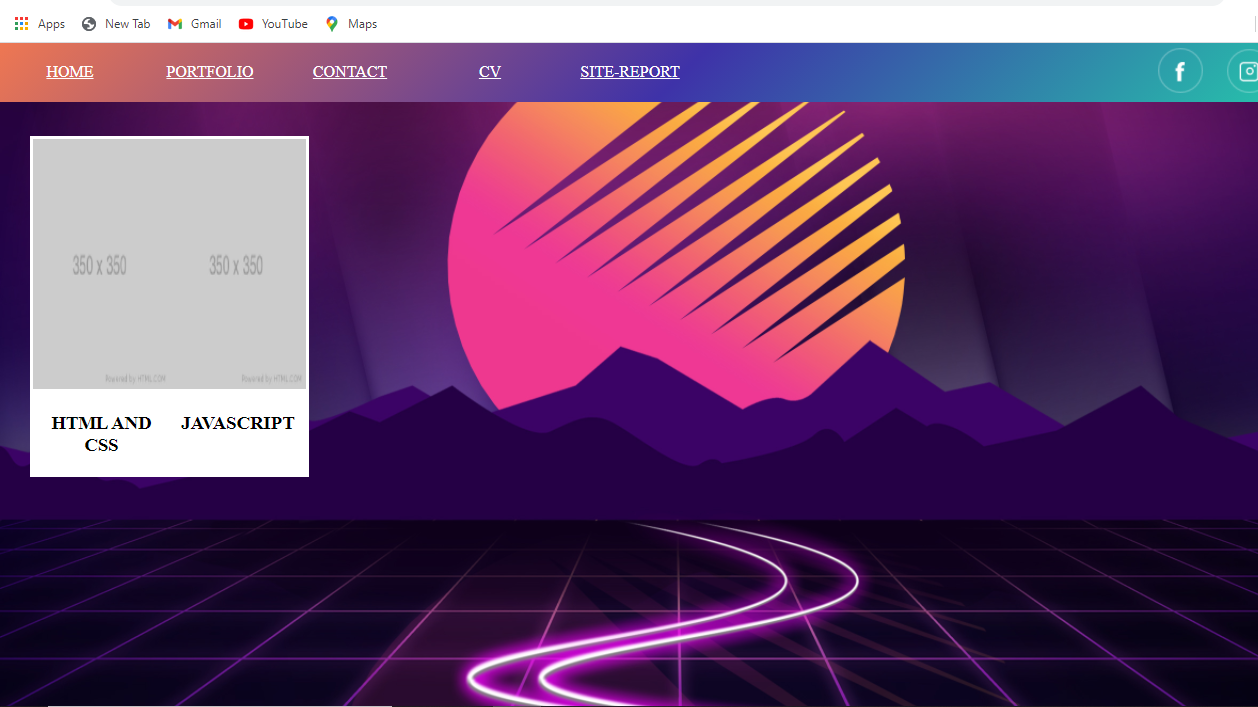 Apps New Tab Gmail YouTube Maps
HOME PORTFOLIO CONTACT CV SITE-REPORT
350 x 350 350 x 350
Powered by HTML.COM Powered by HTML.COM
HTML AND JAVASCRIPT
CSS